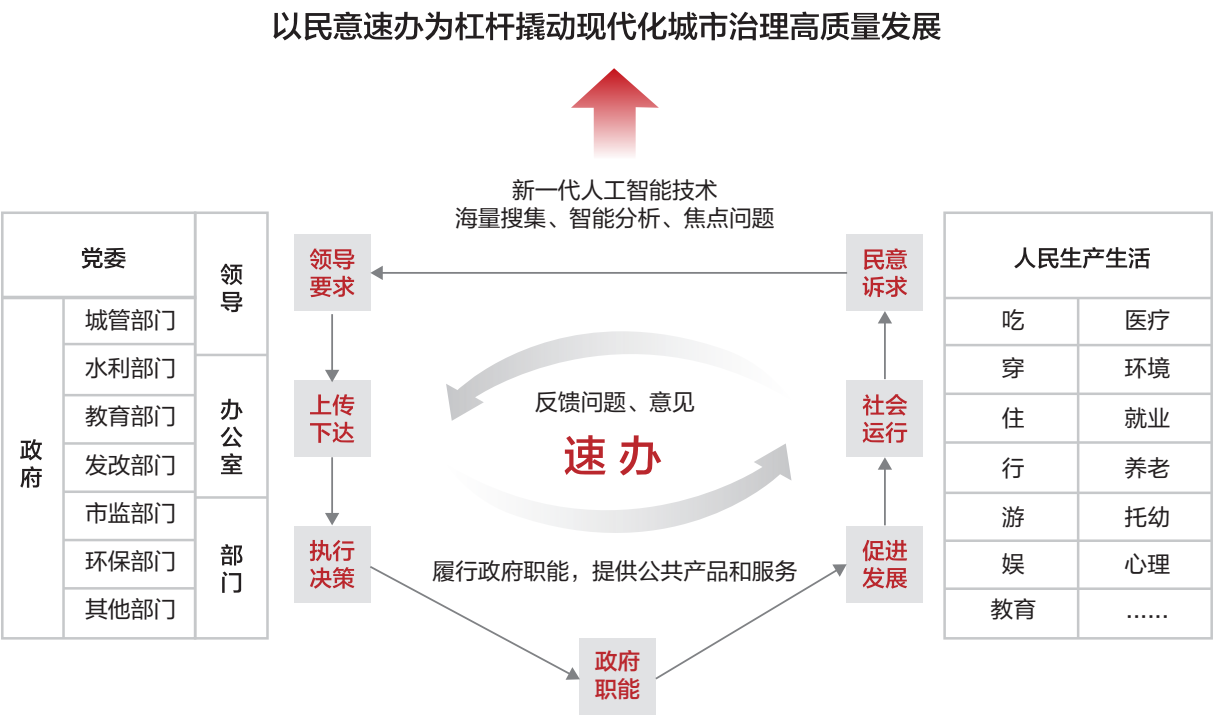 以民意速办为杠杆撬动现代化城市治理高质量发展
新一代人工智能技术
海量搜集、智能分析、焦点问题
党委
政
府
城管部门
水利部门
教育部门
发改部门
市监部门
环保部门
其他部门
领
导
办
公
室
部
门
领导
要求
上传
下达
执行
决策
反馈问题、意见
速办
履行政府职能，提供公共产品和服务
政府
职能
民意
诉求
社会
运行
促进
发展
人民生产生活
吃
医疗
穿
环境
住
就业
行
养老
游
托幼
娱
心理
教育
……